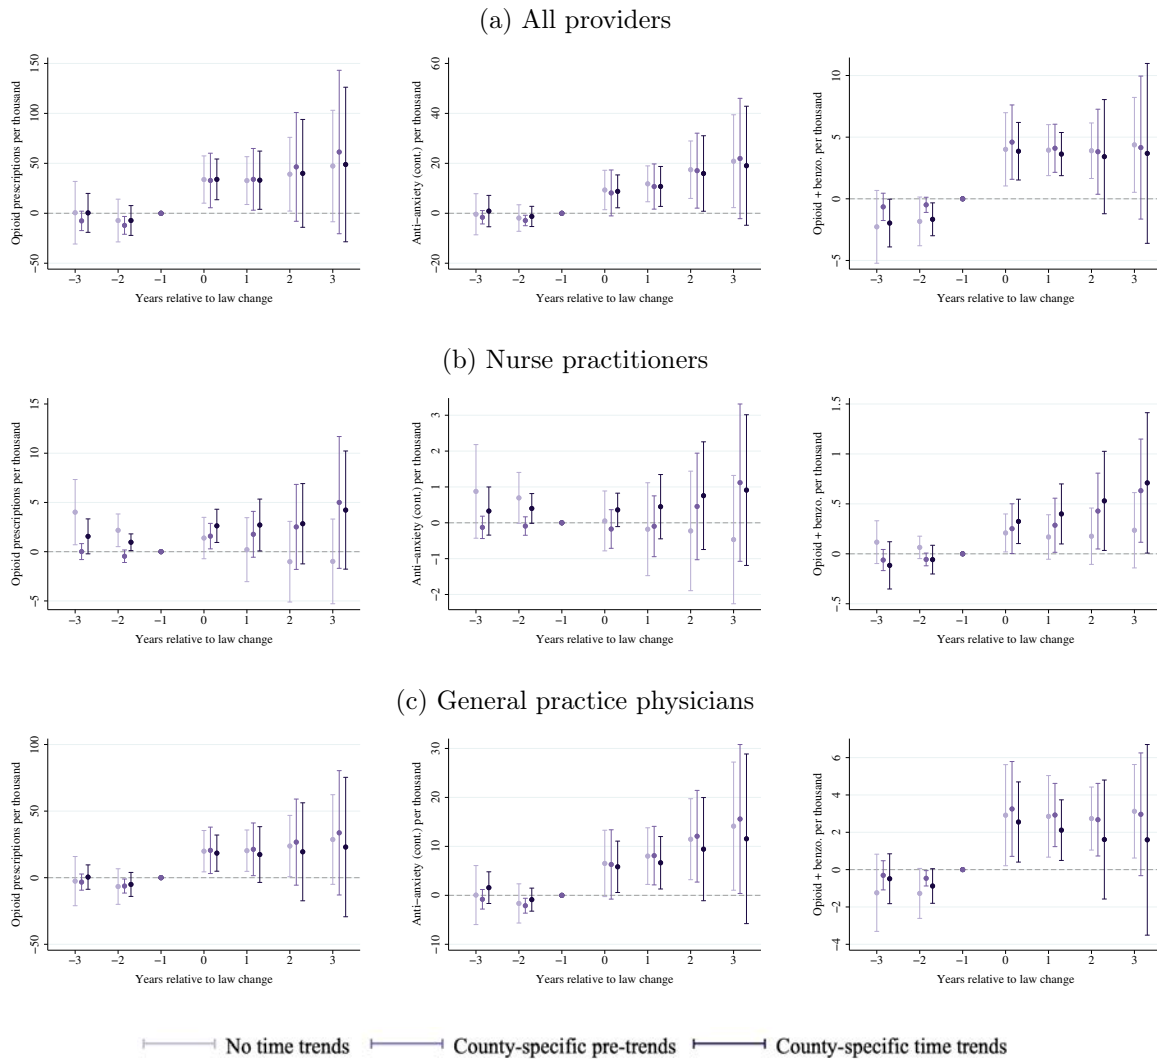 (a) All providers
Opioid prescriptions per thousand
150
100
50
0
−50
−3 −2 −1 0 1 2 3
Years relative to law change
Anti−anxiety (cont.) per thousand
60
40
20
0
−20
−3 −2 −1 0 1 2 3
Years relative to law change
Opioid + benzo. per thousand
10
5
0
−5
−3 −2 −1 0 1 2 3
Years relative to law change
(b) Nurse practitioners
Opioid prescriptions per thousand
15
10
5
0
−5
−3 −2 −1 0 1 2 3
Years relative to law change
Anti−anxiety (cont.) per thousand
3
2
1
0
−1
−2
−3 −2 −1 0 1 2 3
Years relative to law change
Opioid + benzo. per thousand
1.5
1
.5
0
−.5
−3 −2 −1 0 1 2 3
Years relative to law change
(c) General practice physicians
Opioid prescriptions per thousand
100
50
0
−50
−3 −2 −1 0 1 2 3
Years relative to law change
Anti−anxiety (cont.) per thousand
30
20
10
0
−10
−3 −2 −1 0 1 2 3
Years relative to law change
Opioid + benzo. per thousand
6
4
2
0
−2
−4
−3 −2 −1 0 1 2 3
Years relative to law change
No time trends County-specific pre-trends County-specific time trends